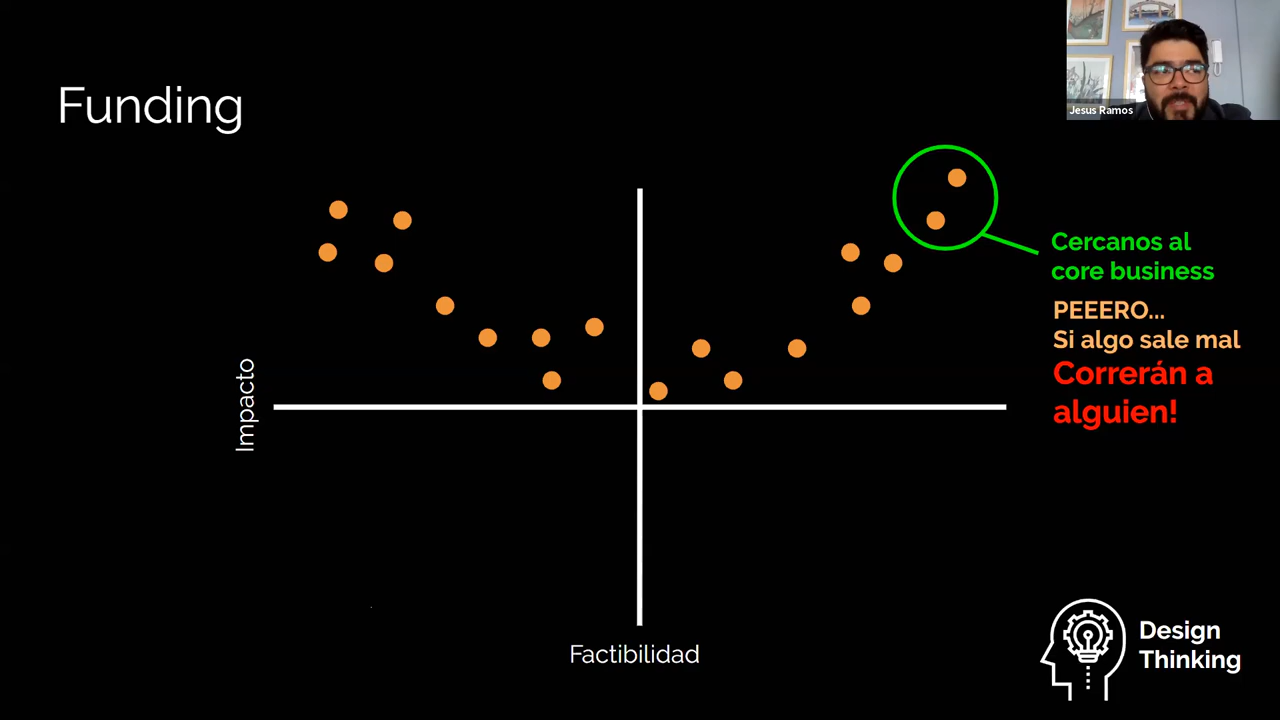 Funding
Jesus Ramos
Cercanos al
core business
PEEERO...
Si algo sale mal
Correrán a
alguien!
Impacto
Factibilidad
Design
Thinking